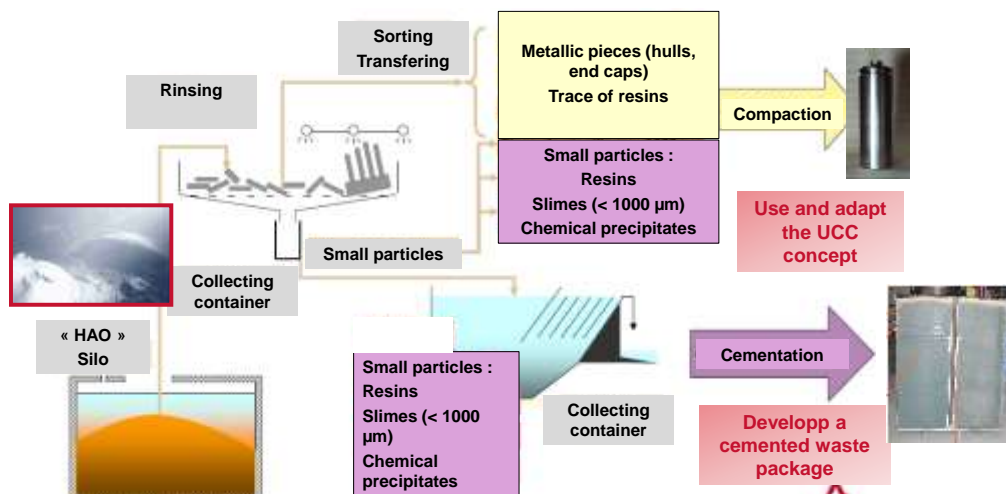 Sorting
Transfering
Rinsing
Metallic pieces (hulls,
end caps)
Trace of resins
Compaction
Small particles :
Resins
Slimes (< 1000 µm)
Chemical precipitates
Use and adapt
the UCC
concept
Small particles
Collecting
container
« HAO »
Silo
Small particles :
Resins
Slimes (< 1000
µm)
Chemical
precipitates
Collecting
container
Cementation
Developp a
cemented waste
package